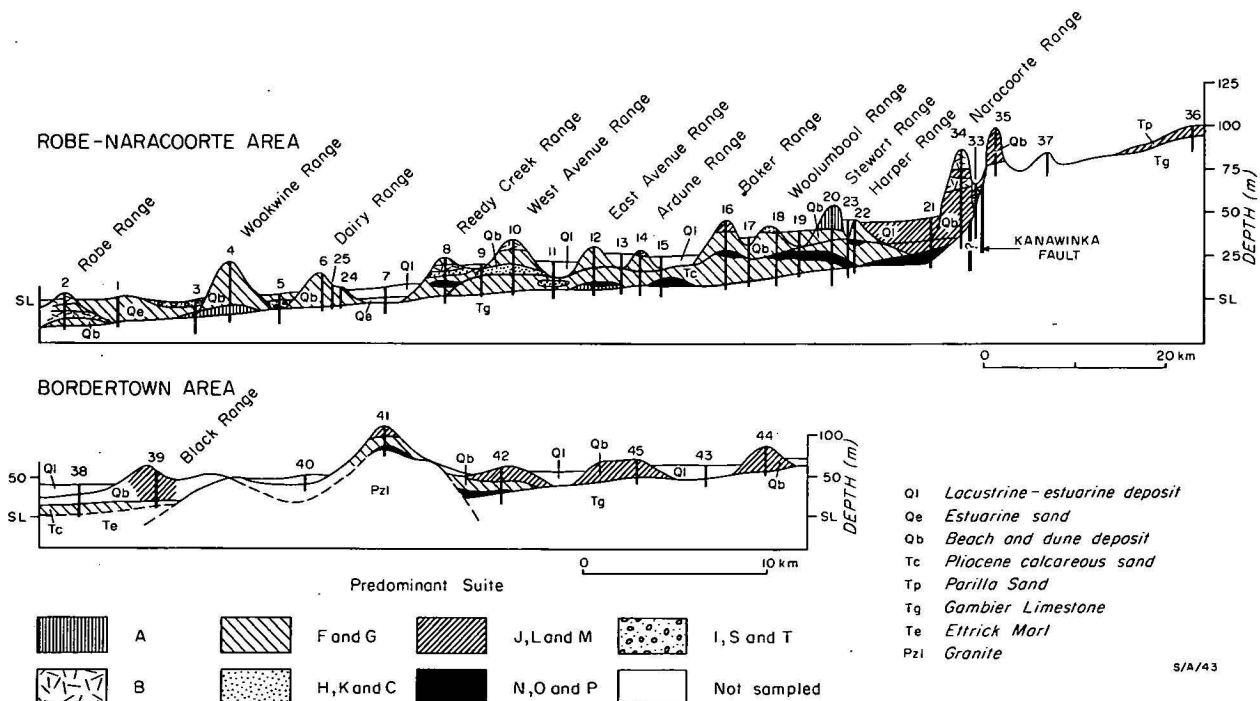 ROBE-NARACOORTE AREA
Robe Range
Woakwine Range
Dairy Range
Reedy Creek Range
West Avenue Range
East Avenue Range
Ardune Range
Baker Range
Woolumbool Range
Stewart Range
Harper Range
Naracoorte Range
125
100
75
50
25
SL
DEPTH (m)
SL
2
1
3
4
5
6
25
24
7
8
9
10
11
12
13
14
15
16
17
18
19
20
23
22
21
34
33
35
37
36
Qb
Qe
Qb
Qb
Qb
Qb
Ql
Qe
Qb
Tg
Ql
Ql
Tc
Qb
Qb
Ql
Qb
Qb
Tp
Tg
?
KANAWINKA
FAULT
0 20 km
BORDERTOWN AREA
Black Range
50
SL
Ql
38
39
40
41
42
45
43
44
Qb
Tc
Te
Pzl
Qb
Ql
Qb
Tg
Ql
Qb
100
50
SL
DEPTH (m)
0 10 km
Predominant Suite
A
F and G
J, L and M
I, S and T
B
H, K and C
N, O and P
Not sampled
Ql Lacustrine-estuarine deposit
Qe Estuarine sand
Qb Beach and dune deposit
Tc Pliocene calcareous sand
Tp Parilla Sand
Tg Gambier Limestone
Te Ettrick Marl
Pzl Granite
S/A/43